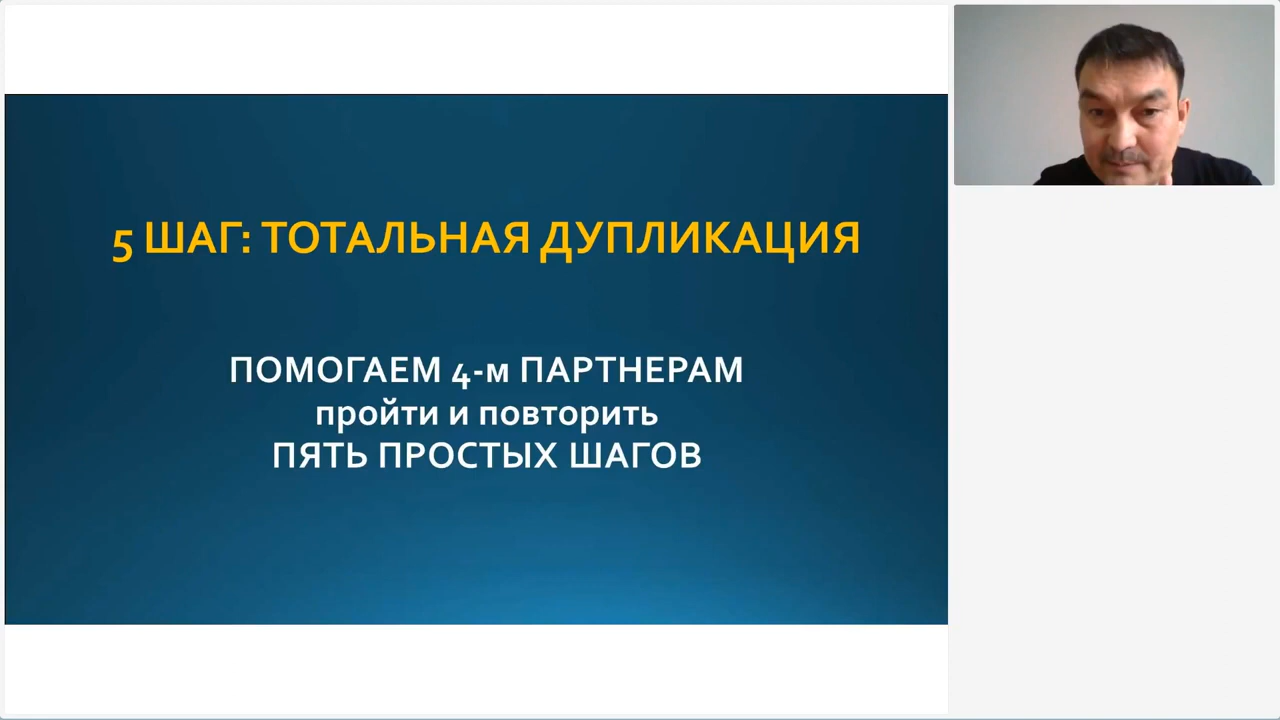 5 ШАГ: ТОТАЛЬНАЯ ДУПЛИКАЦИЯ
ПОМОГАЕМ 4-м ПАРТНЕРАМ
пройти и повторить
ПЯТЬ ПРОСТЫХ ШАГОВ